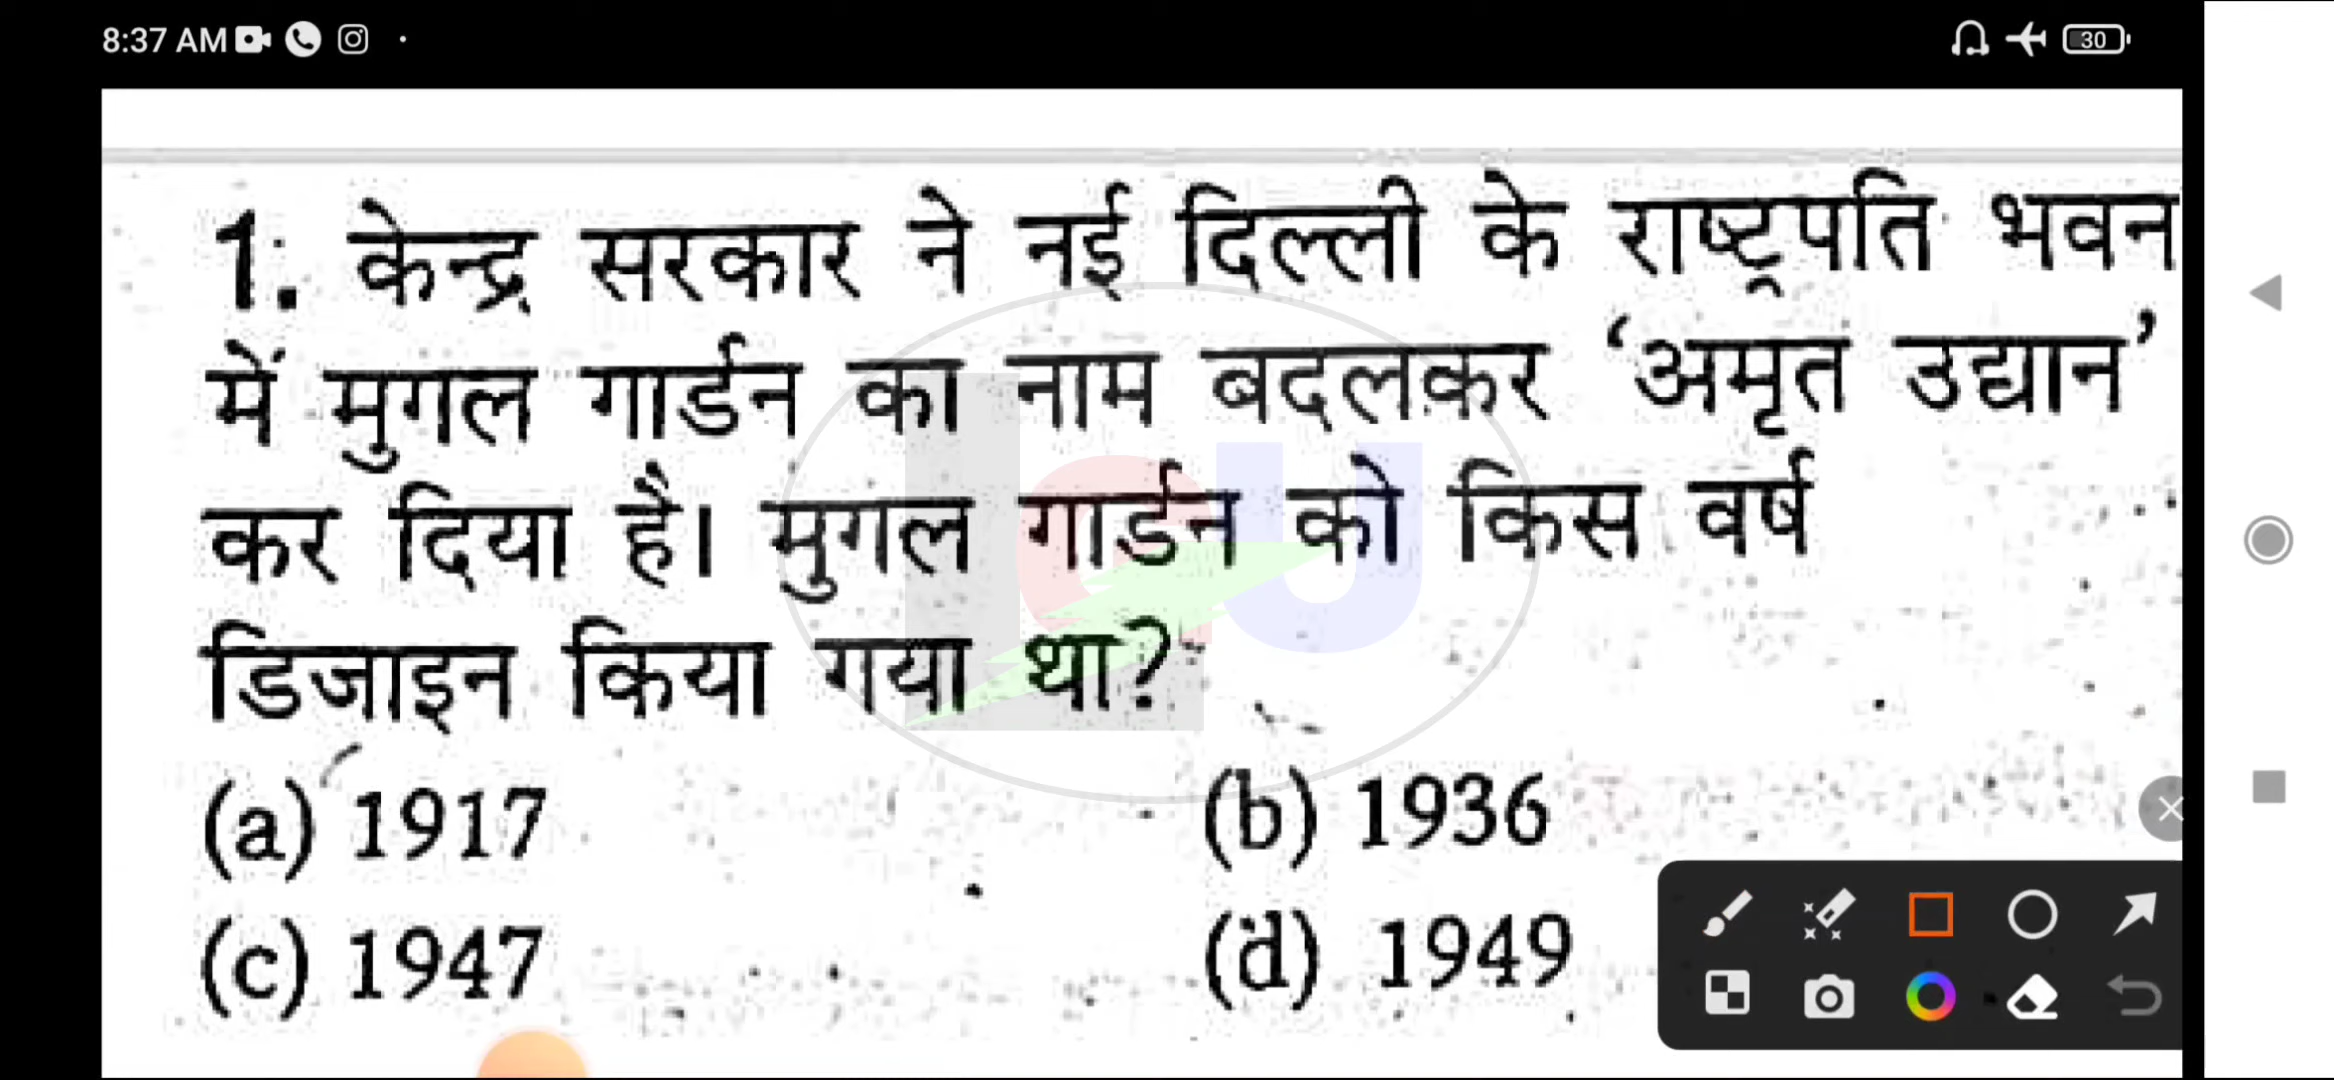 8:37 AM
30
1. केन्द्र सरकार ने नई दिल्ली के राष्ट्रपति भवन
में मुगल गार्डन का नाम बदलकर ‘अमृत उद्यान’
कर दिया है। मुगल गार्डन को किस वर्ष
डिजाइन किया गया था?
(a) 1917
(b) 1936
(c) 1947
(d) 1949